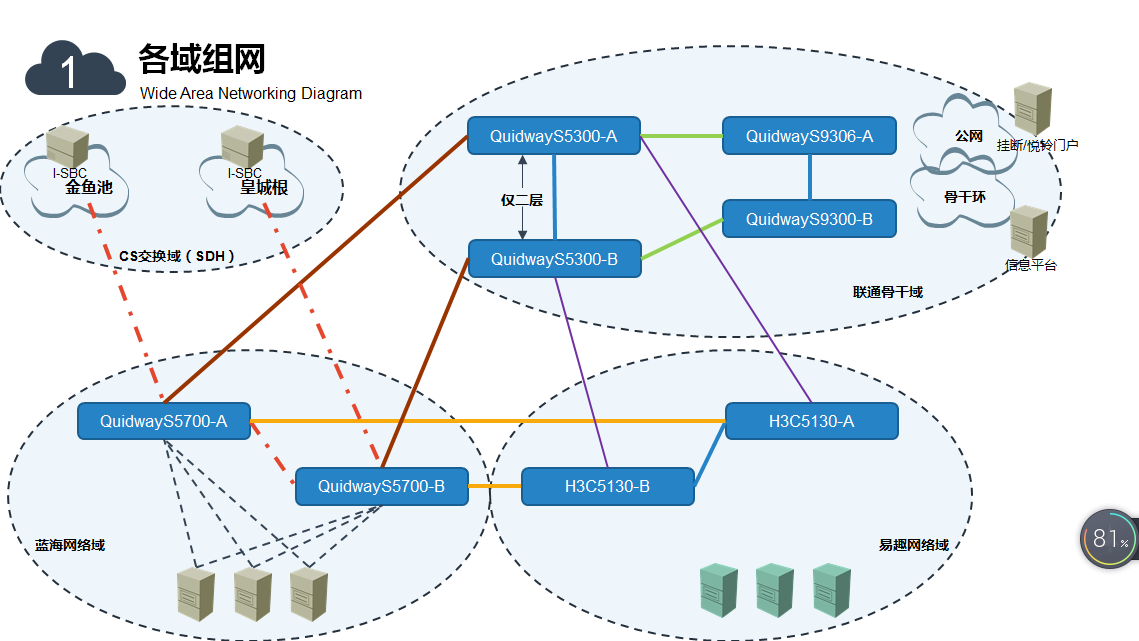 1
各域组网
Wide Area Networking Diagram
I-SBC
金鱼池
I-SBC
皇城根
CS交换域（SDH）
QuidwayS5300-A
QuidwayS9306-A
公网
挂断/悦铃门户
仅二层
骨干环
QuidwayS9300-B
QuidwayS5300-B
信息平台
联通骨干域
QuidwayS5700-A
H3C5130-A
QuidwayS5700-B
H3C5130-B
蓝海网络域
易趣网络域
81%